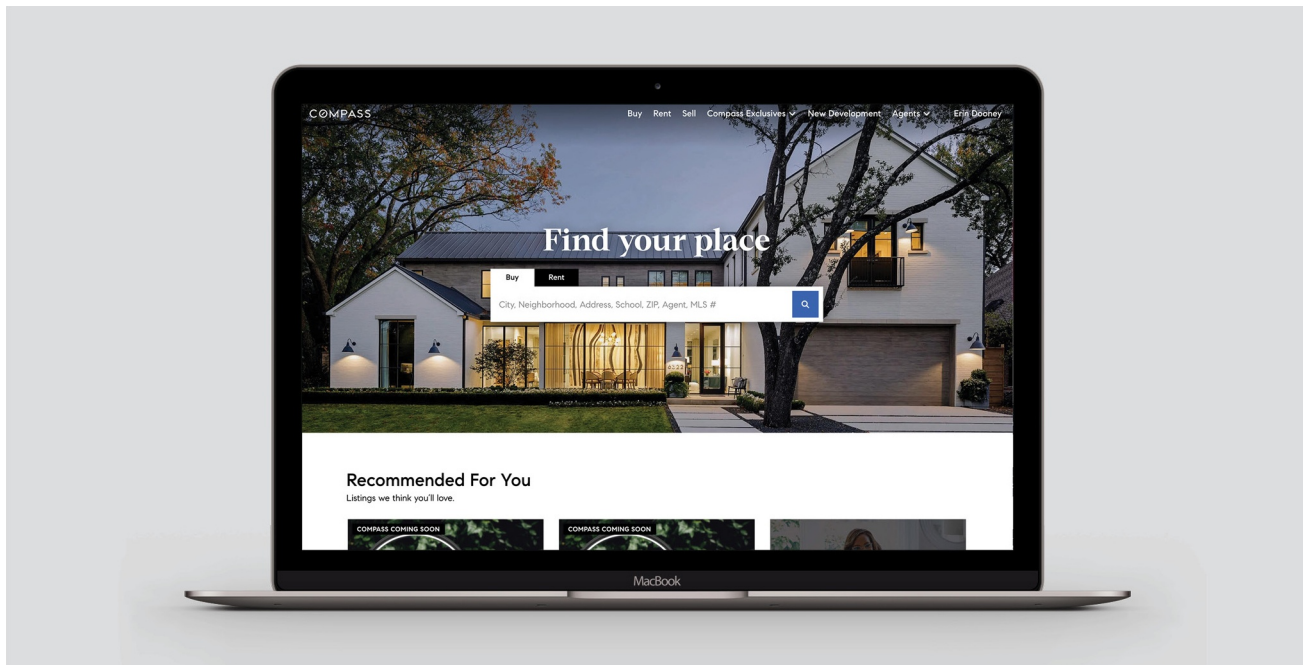 COMPASS
Buy Rent Sell Compass Exclusives New Development Agents Erin Dooney
Find your place
Buy Rent
City, Neighborhood, Address, School, ZIP, Agent, MLS #
6223
Recommended For You
Listings we think you'll love.
COMPASS COMING SOON COMPASS COMING SOON
MacBook